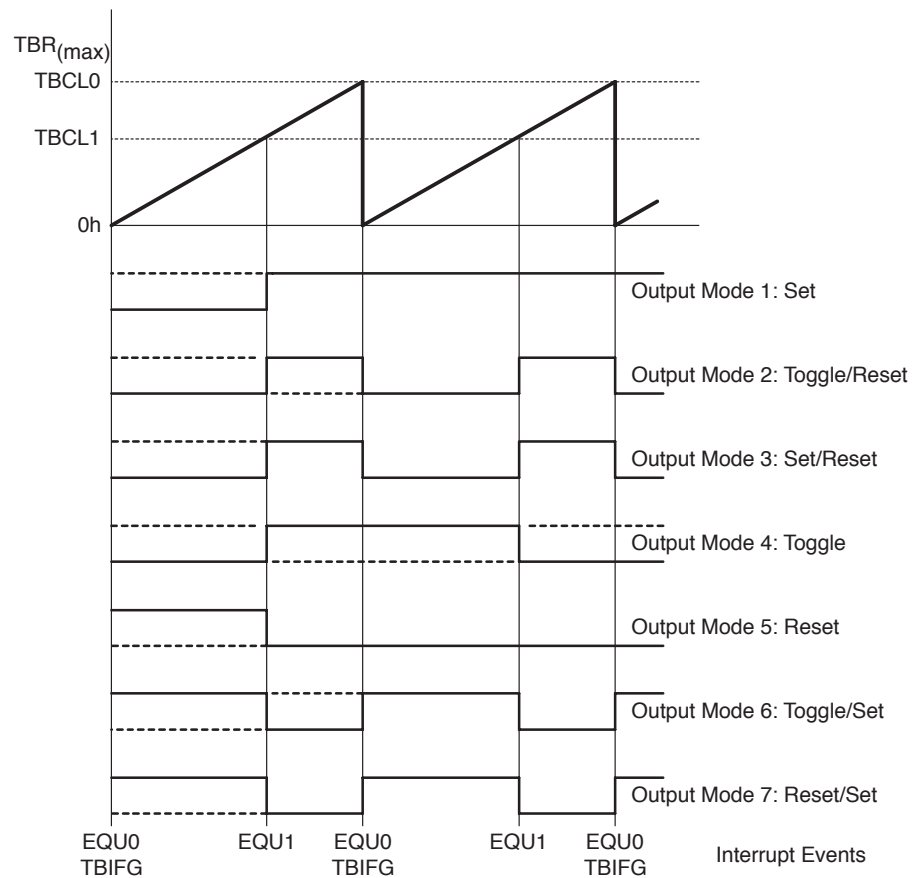 TBR(max)
TBCL0
TBCL1
0h
Output Mode 1: Set
Output Mode 2: Toggle/Reset
Output Mode 3: Set/Reset
Output Mode 4: Toggle
Output Mode 5: Reset
Output Mode 6: Toggle/Set
Output Mode 7: Reset/Set
EQU0 EQU1 EQU0 EQU1 EQU0
TBIFG TBIFG TBIFG
Interrupt Events